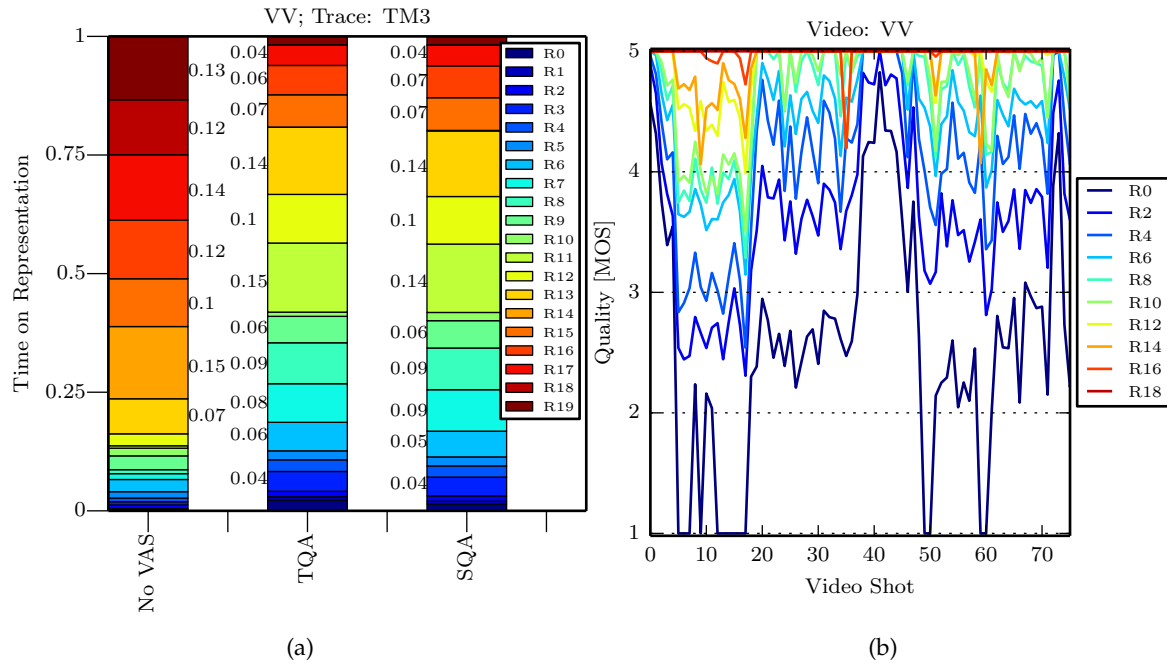 VV; Trace: TM3
Time on Representation
1
0.75
0.5
0.25
0
0.13
0.12
0.14
0.12
0.1
0.15
0.07
0.04
0.06
0.07
0.14
0.1
0.15
0.06
0.09
0.08
0.06
0.04
0.04
0.07
0.07
0.14
0.1
0.14
0.06
0.09
0.09
0.05
0.04
No VAS
TQA
SQA
R0
R1
R2
R3
R4
R5
R6
R7
R8
R9
R10
R11
R12
R13
R14
R15
R16
R17
R18
R19
(a)
Video: VV
Quality [MOS]
5
4
3
2
1
0 10 20 30 40 50 60 70
Video Shot
R0
R2
R4
R6
R8
R10
R12
R14
R16
R18
(b)